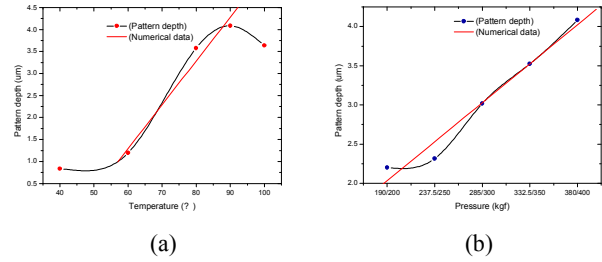 4.5
4.0
3.5
3.0
2.5
2.0
1.5
1.0
0.5
Pattern depth (um)
(Pattern depth)
(Numerical data)
40 50 60 70 80 90 100
Temperature (? )
(a)
4.0
3.5
3.0
2.5
2.0
Pattern depth (um)
(Pattern depth)
(Numerical data)
190/200 237.5/250 285/300 332.5/350 380/400
Pressure (kgf)
(b)